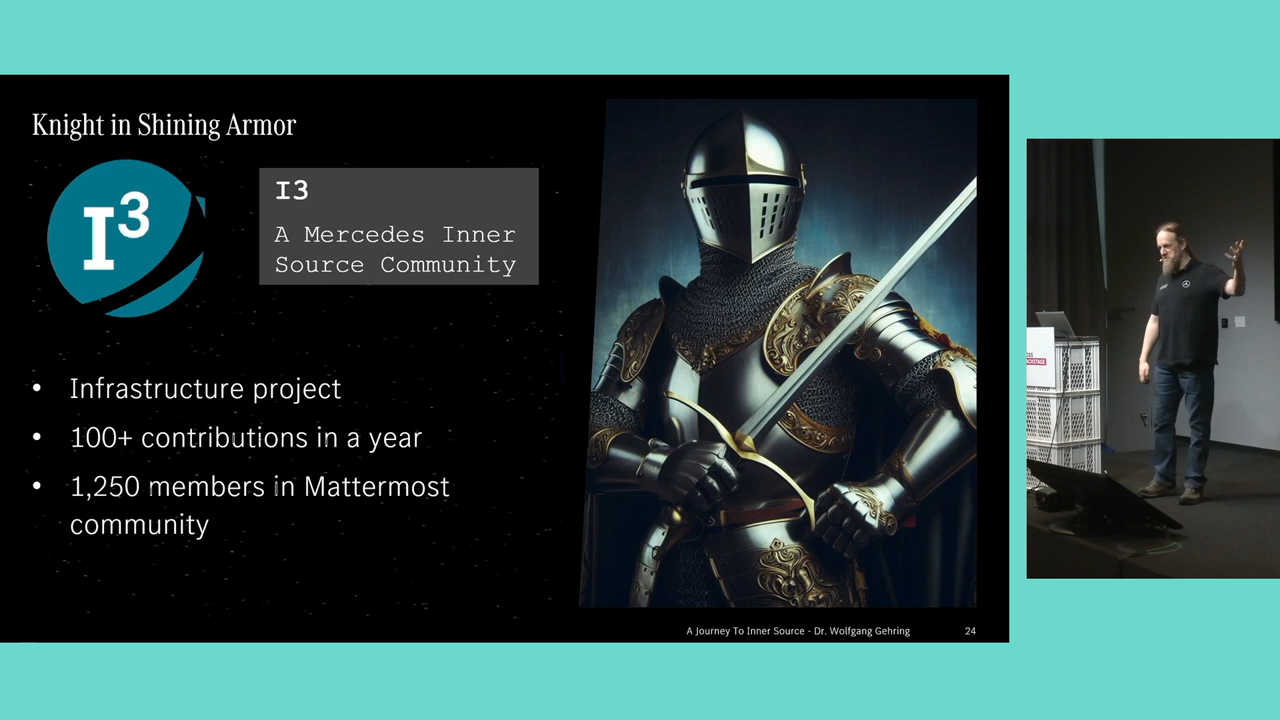 Knight in Shining Armor
I³
I3
A Mercedes Inner
Source Community
• Infrastructure project
• 100+ contributions in a year
• 1,250 members in Mattermost
community
A Journey To Inner Source - Dr. Wolfgang Gehring
24